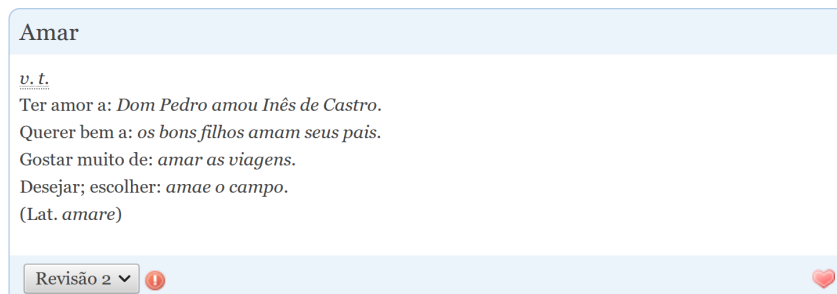 Amar
v. t.
Ter amor a: Dom Pedro amou Inês de Castro.
Querer bem a: os bons filhos amam seus pais.
Gostar muito de: amar as viagens.
Desejar; escolher: amae o campo.
(Lat. amare)
Revisão 2